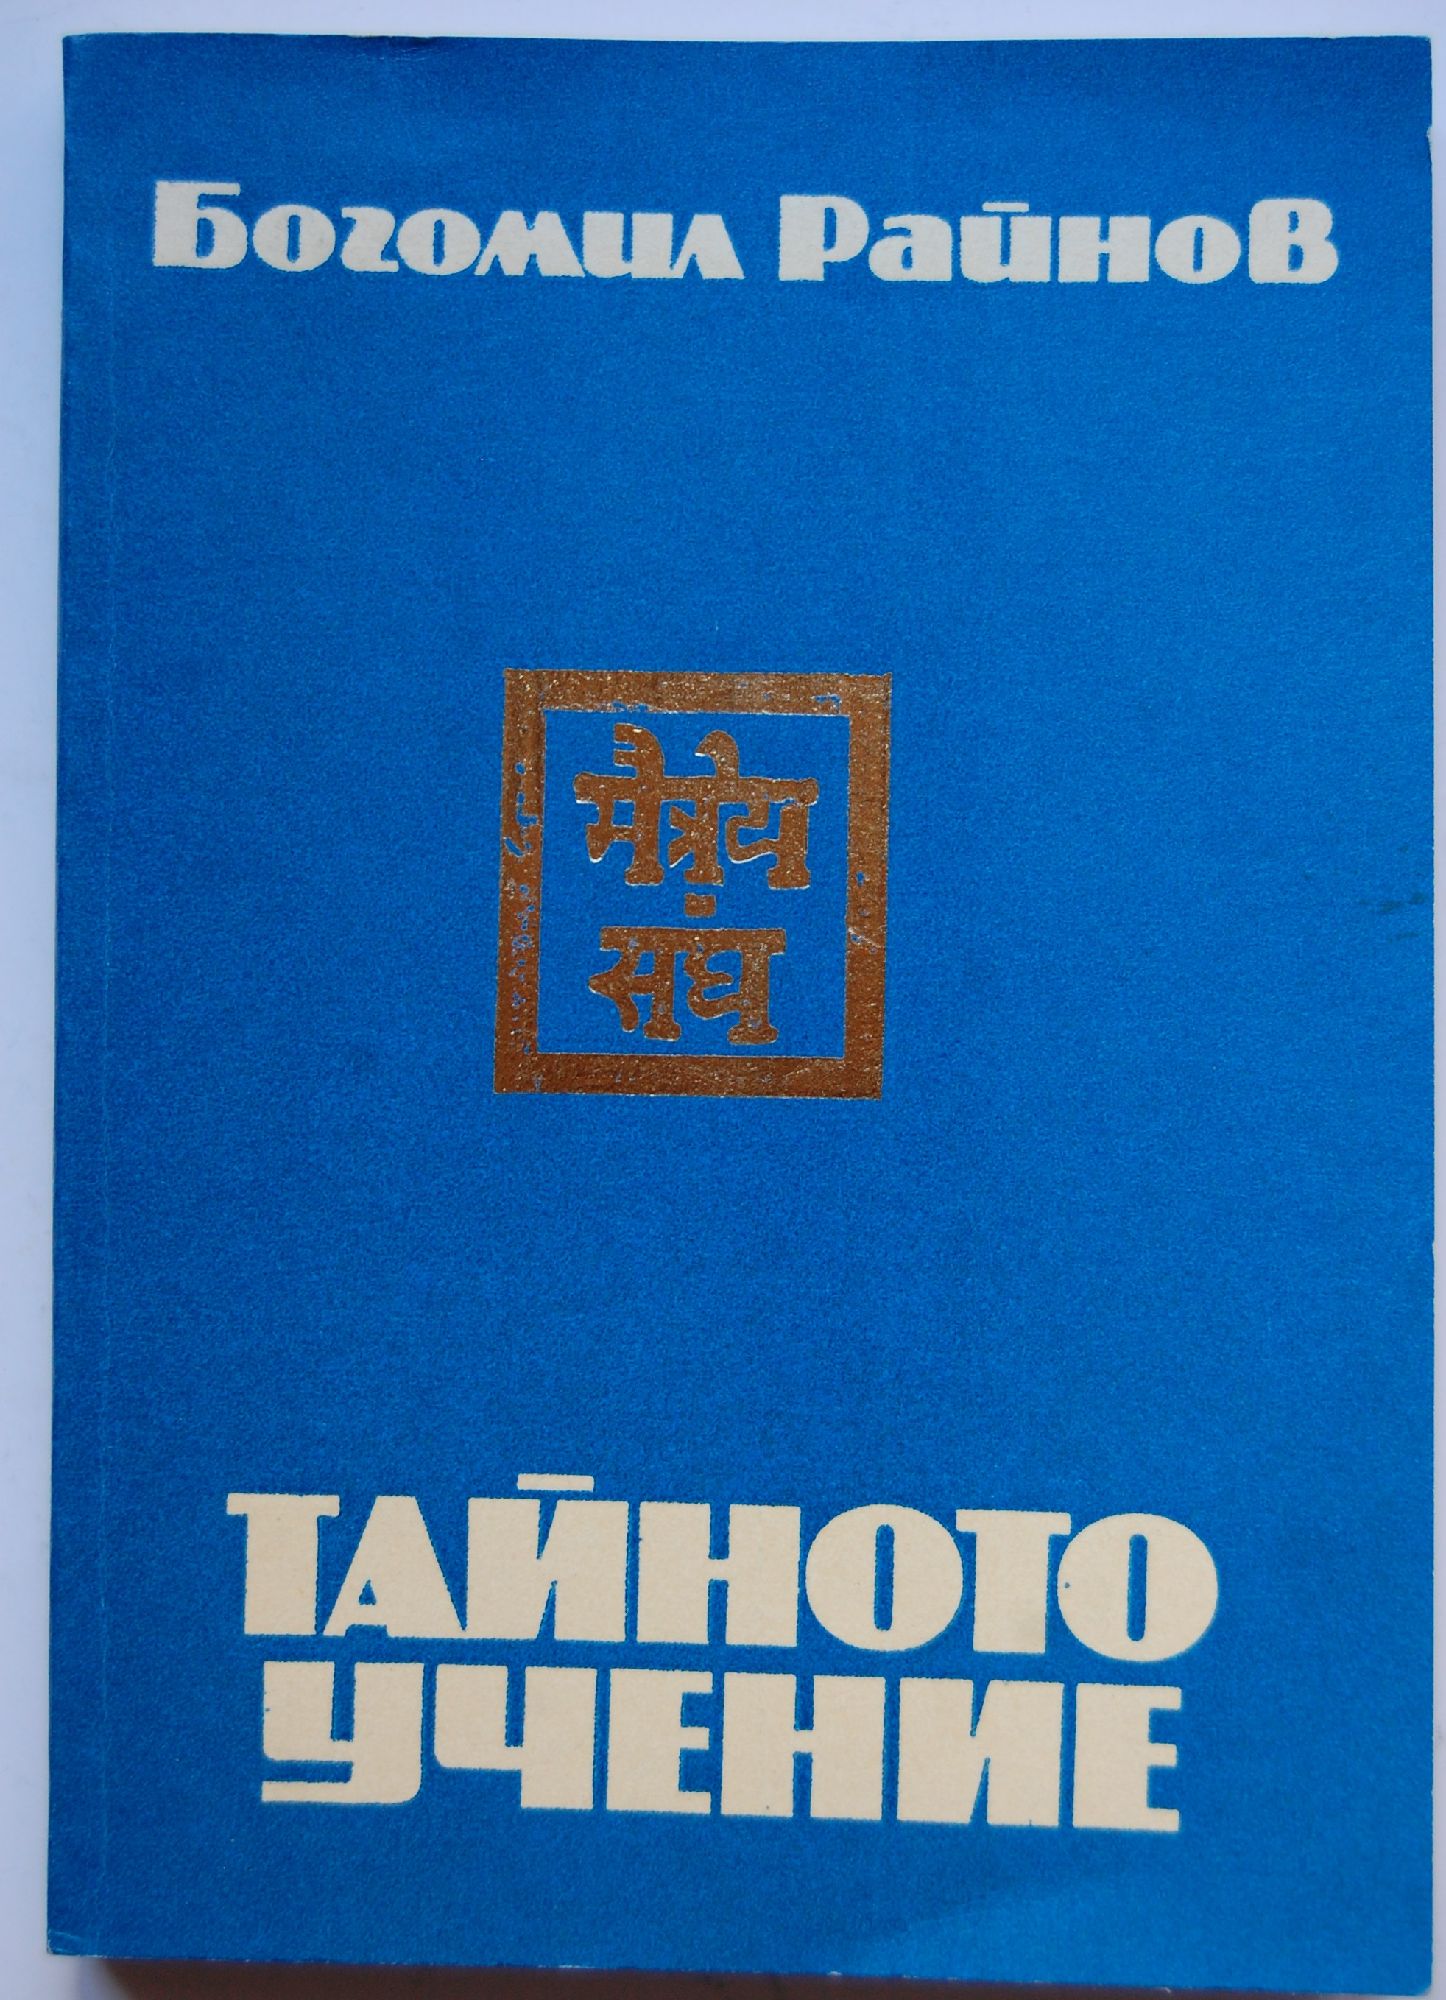 Богомил Райнов
मैत्रेय
संघ
ТАЙНОТО
УЧЕНИЕ